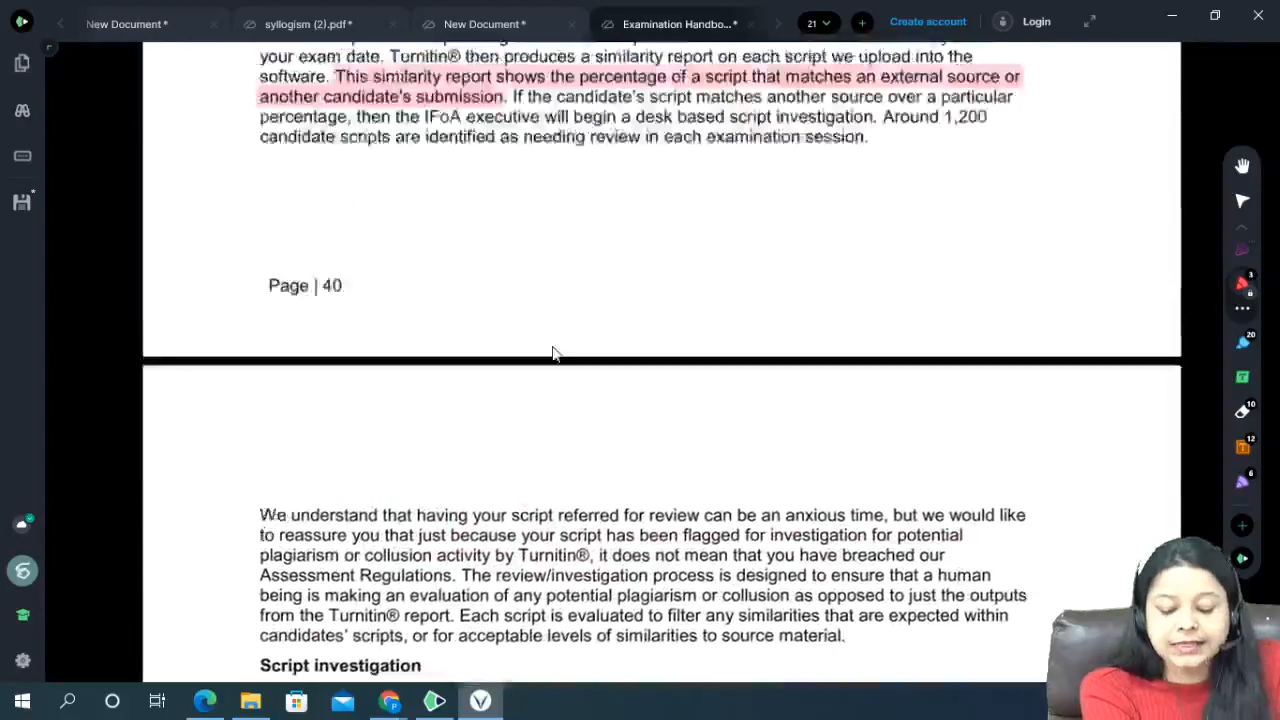 New Document *
syllogism (2).pdf*
New Document *
Examination Handbo...*
21
Create account
Login
your exam date. Turnitin® then produces a similarity report on each script we upload into the
software. This similarity report shows the percentage of a script that matches an external source or
another candidate's submission. If the candidate's script matches another source over a particular
percentage, then the IFoA executive will begin a desk based script investigation. Around 1,200
candidate scripts are identified as needing review in each examination session.
Page | 40
We understand that having your script referred for review can be an anxious time, but we would like
to reassure you that just because your script has been flagged for investigation for potential
plagiarism or collusion activity by Turnitin®, it does not mean that you have breached our
Assessment Regulations. The review/investigation process is designed to ensure that a human
being is making an evaluation of any potential plagiarism or collusion as opposed to just the outputs
from the Turnitin® report. Each script is evaluated to filter any similarities that are expected within
candidates' scripts, or for acceptable levels of similarities to source material.
Script investigation
3
20
10
12
6